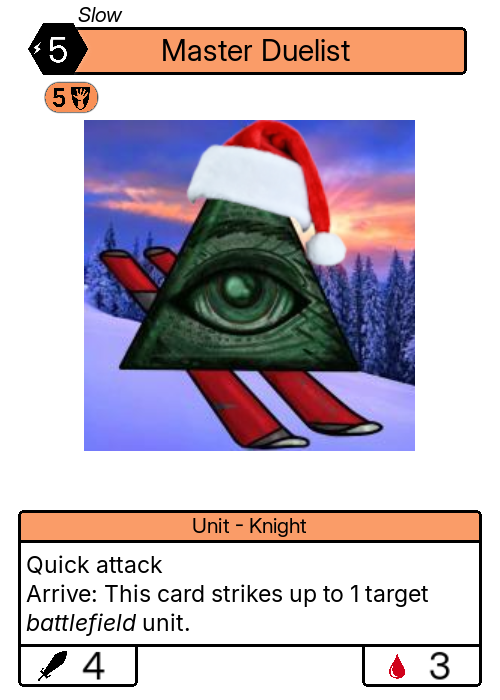 Slow
5 Master Duelist
5
Unit - Knight
Quick attack
Arrive: This card strikes up to 1 target
battlefield unit.
4 3